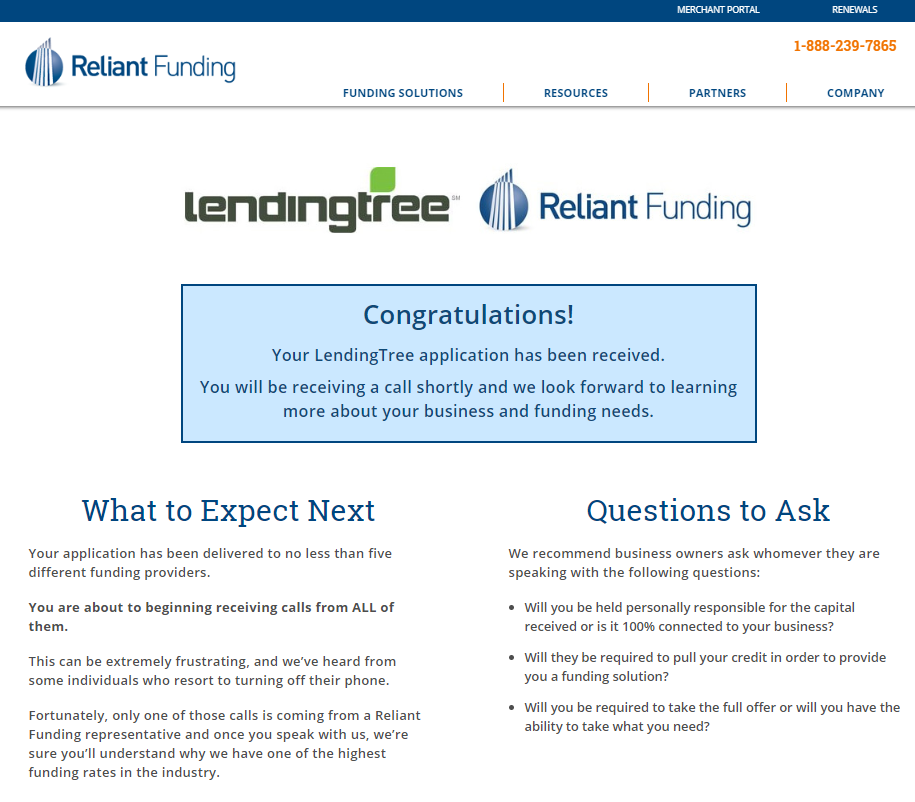 MERCHANT PORTAL RENEWALS
1-888-239-7865
Reliant Funding
FUNDING SOLUTIONS RESOURCES PARTNERS COMPANY
lendingtree SM Reliant Funding
Congratulations!
Your LendingTree application has been received.
You will be receiving a call shortly and we look forward to learning
more about your business and funding needs.
What to Expect Next
Your application has been delivered to no less than five
different funding providers.
You are about to beginning receiving calls from ALL of
them.
This can be extremely frustrating, and we’ve heard from
some individuals who resort to turning off their phone.
Fortunately, only one of those calls is coming from a Reliant
Funding representative and once you speak with us, we’re
sure you’ll understand why we have one of the highest
funding rates in the industry.
Questions to Ask
We recommend business owners ask whomever they are
speaking with the following questions:
• Will you be held personally responsible for the capital
received or is it 100% connected to your business?
• Will they be required to pull your credit in order to provide
you a funding solution?
• Will you be required to take the full offer or will you have the
ability to take what you need?